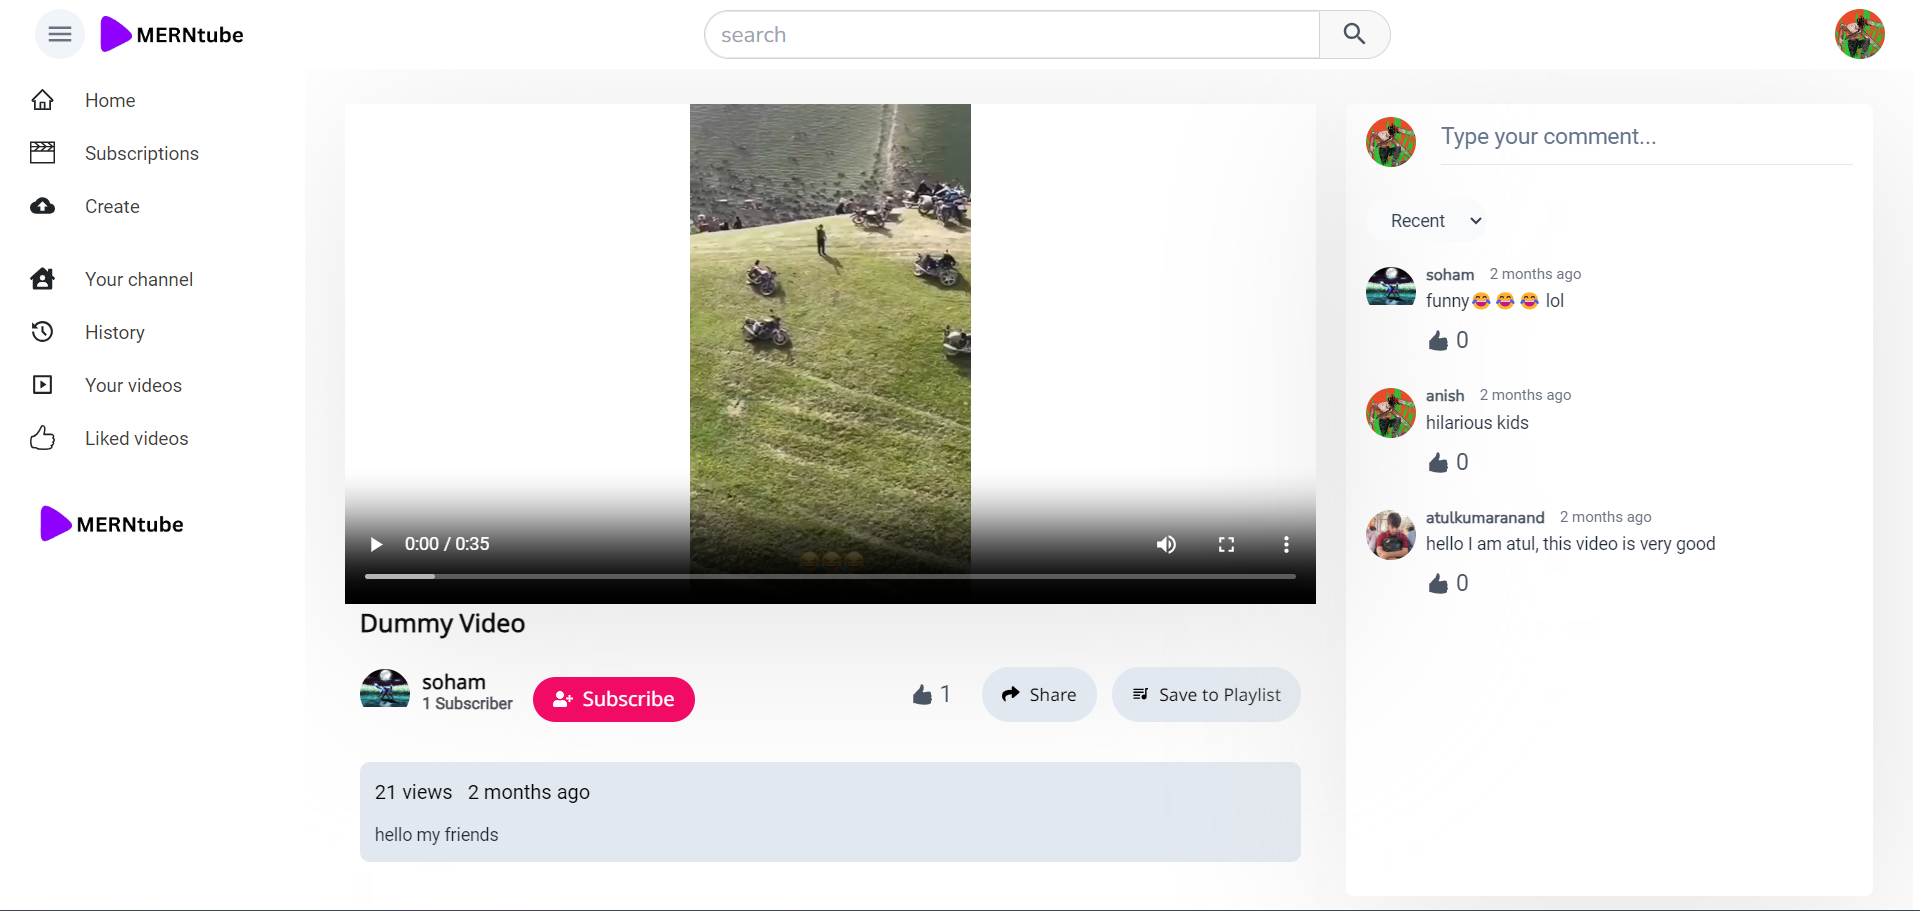 MERNtube
search
Home
Subscriptions
Create
Your channel
History
Your videos
Liked videos
MERNtube
0:00 / 0:35
😂😂😂
Dummy Video
soham
1 Subscriber
Subscribe
1
Share
Save to Playlist
21 views 2 months ago
hello my friends
Type your comment...
Recent
soham 2 months ago
funny😂 😂 😂 lol
0
anish 2 months ago
hilarious kids
0
atulkumaranand 2 months ago
hello I am atul, this video is very good
0